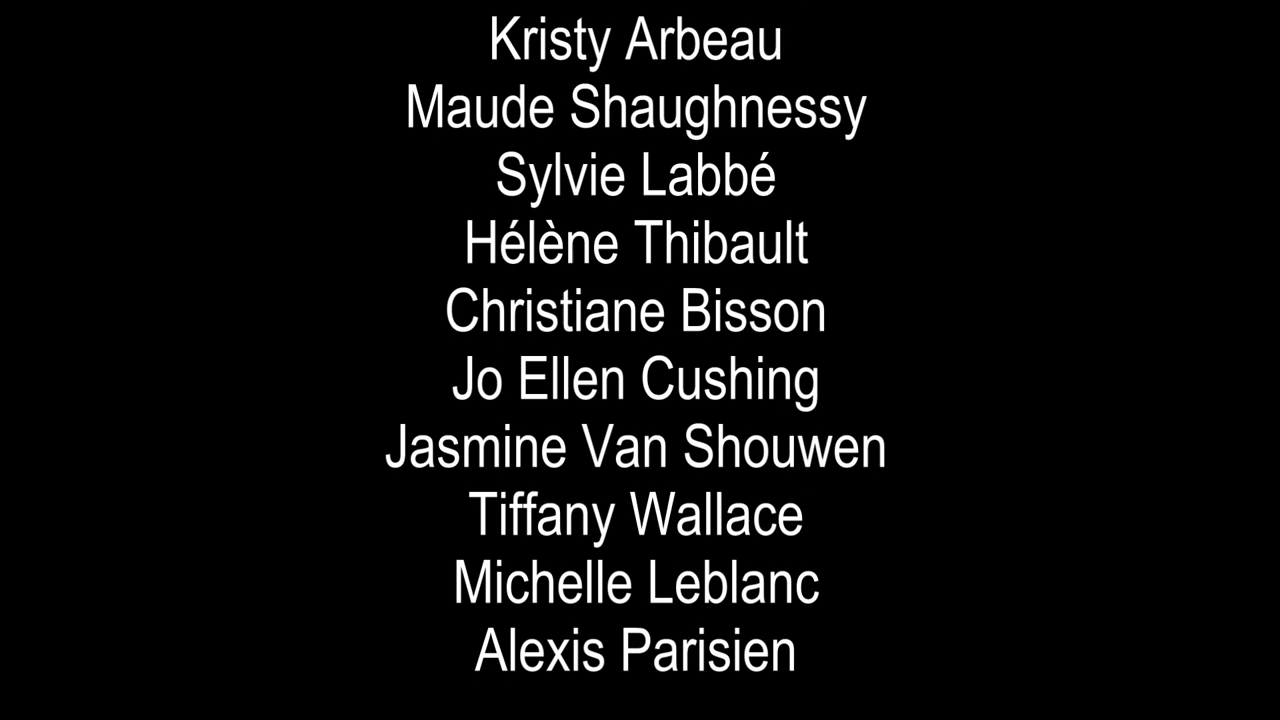 Kristy Arbeau
Maude Shaughnessy
Sylvie Labbé
Hélène Thibault
Christiane Bisson
Jo Ellen Cushing
Jasmine Van Shouwen
Tiffany Wallace
Michelle Leblanc
Alexis Parisien